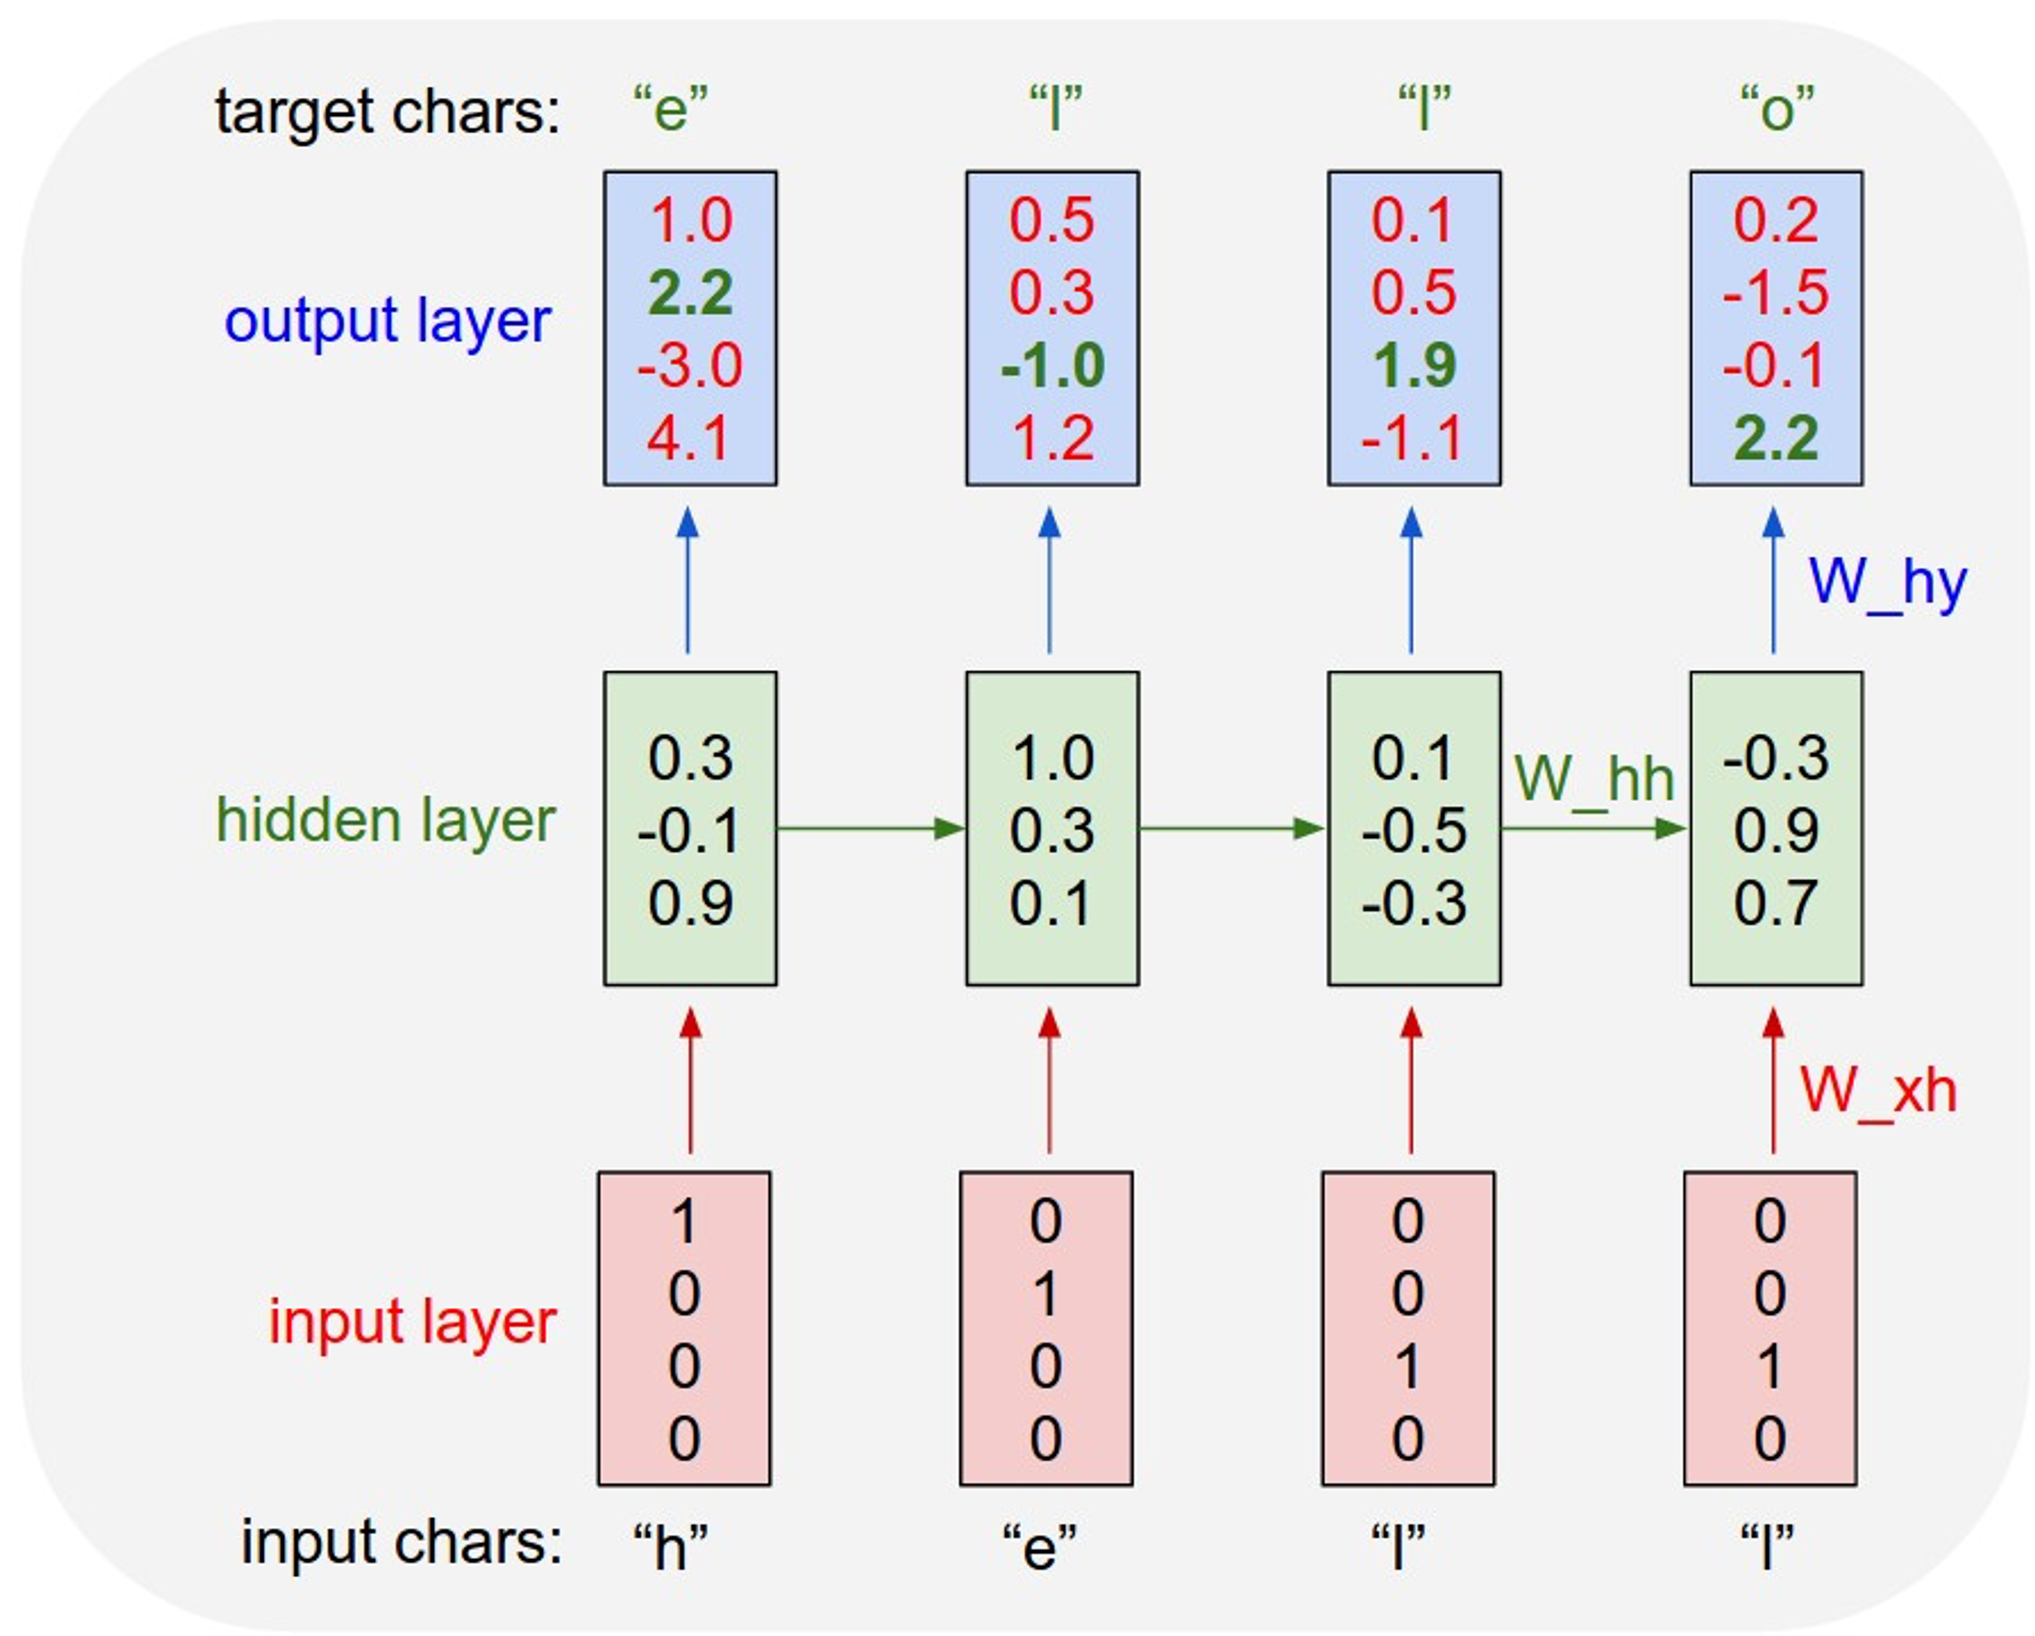 target chars: “e” “l” “l” “o”
1.0 0.5 0.1 0.2
2.2 0.3 0.5 -1.5
output layer
-3.0 -1.0 1.9 -0.1
4.1 1.2 -1.1 2.2
W_hy
0.3 1.0 0.1 W_hh -0.3
hidden layer -0.1 0.3 -0.5 0.9
0.9 0.1 -0.3 0.7
W_xh
1 0 0 0
0 1 0 0
input layer
0 0 1 1
0 0 0 0
input chars: “h” “e” “l” “l”